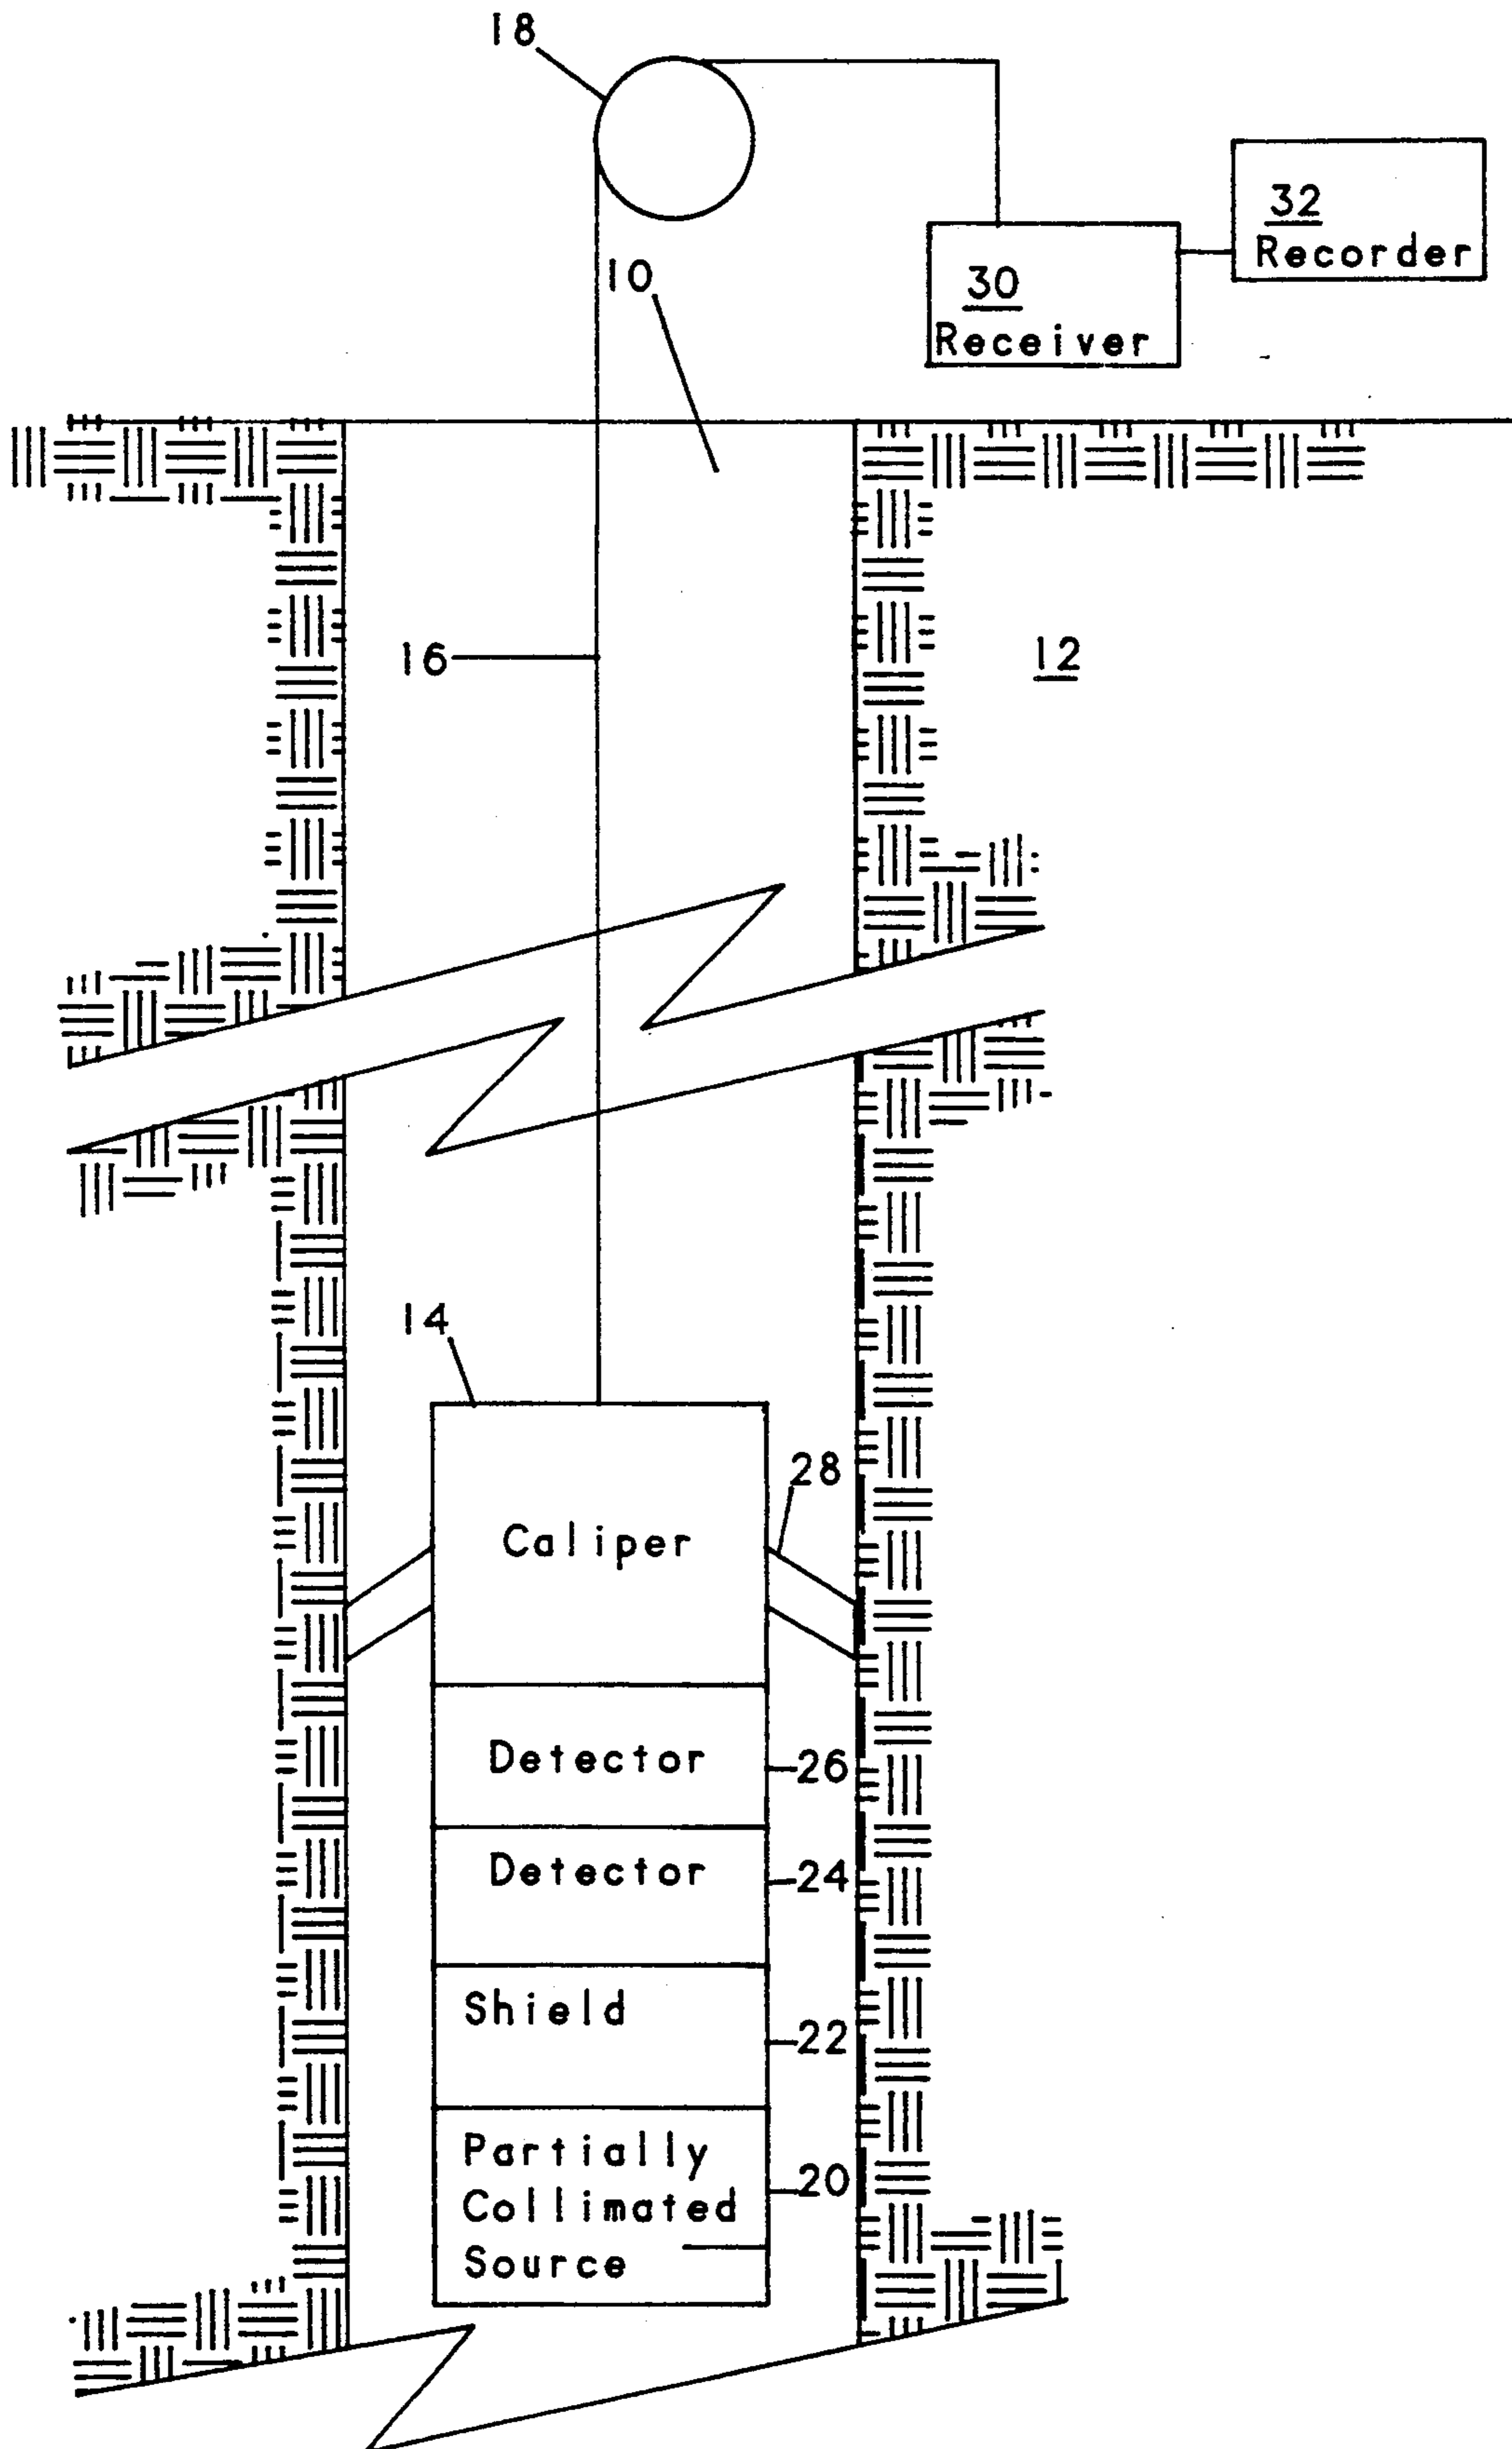 18
32
Recorder
10
30
Receiver
16
12
14
28
Caliper
Detector
26
Detector
24
Shield
22
Partially
20
Collimated
Source